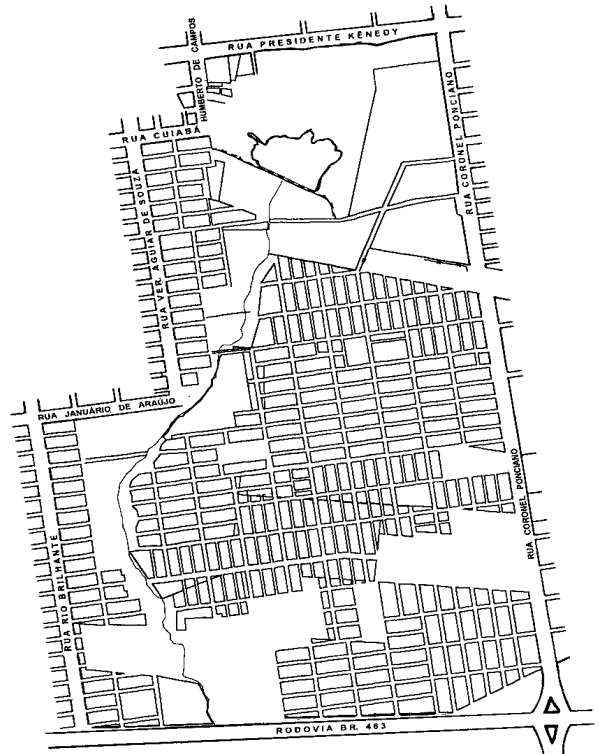 RUA PRESIDENTE KÊNEDY
HUMBERTO DE CAMPOS
RUA CUIABÁ
RUA CORONEL PONCIANO
RUA VER. AGUIAR DE SOUZA
RUA JANUÁRIO DE ARAÚJO
RUA CORONEL PONCIANO
RUA RIO BRILHANTE
RODOVIA BR. 463